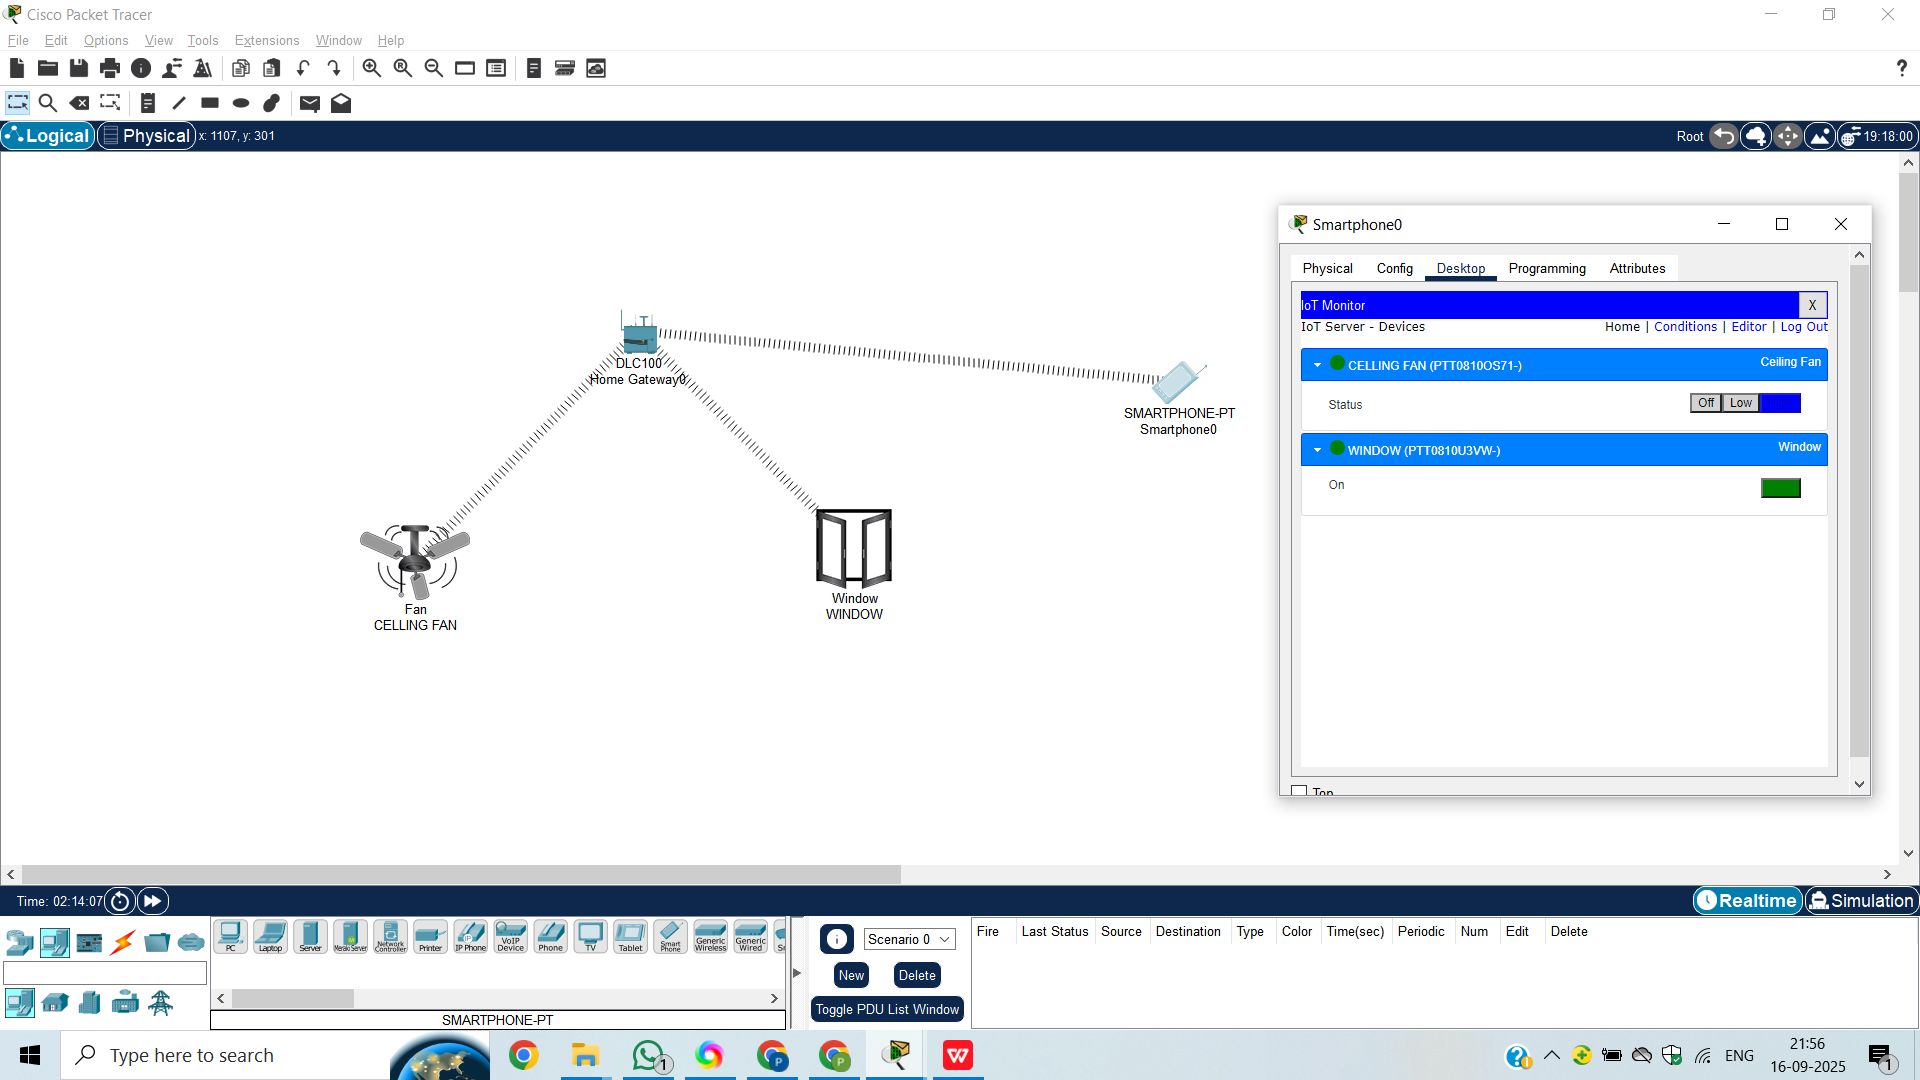 Cisco Packet Tracer
File Edit Options View Tools Extensions Window Help
?
Logical Physical x: 1107, y: 301 Root 19:18:00
Smartphone0
Physical Config Desktop Programming Attributes
IoT Monitor X
IoT Server - Devices Home | Conditions | Editor | Log Out
CELLING FAN (PTT0810OS71-) Ceiling Fan
Status Off Low
WINDOW (PTT0810U3VW-) Window
On
Top
DLC100
Home Gateway0
SMARTPHONE-PT
Smartphone0
Fan
CELLING FAN
Window
WINDOW
Time: 02:14:07 Realtime Simulation
PC Laptop Server Meraki Server Network Controller Printer IP Phone VoIP Device Phone TV Tablet Smart Phone Generic Wireless Generic Wired
SMARTPHONE-PT
Scenario 0
New Delete
Toggle PDU List Window
Fire Last Status Source Destination Type Color Time(sec) Periodic Num Edit Delete
Type here to search
1
P
P
W
ENG
21:56
16-09-2025
1